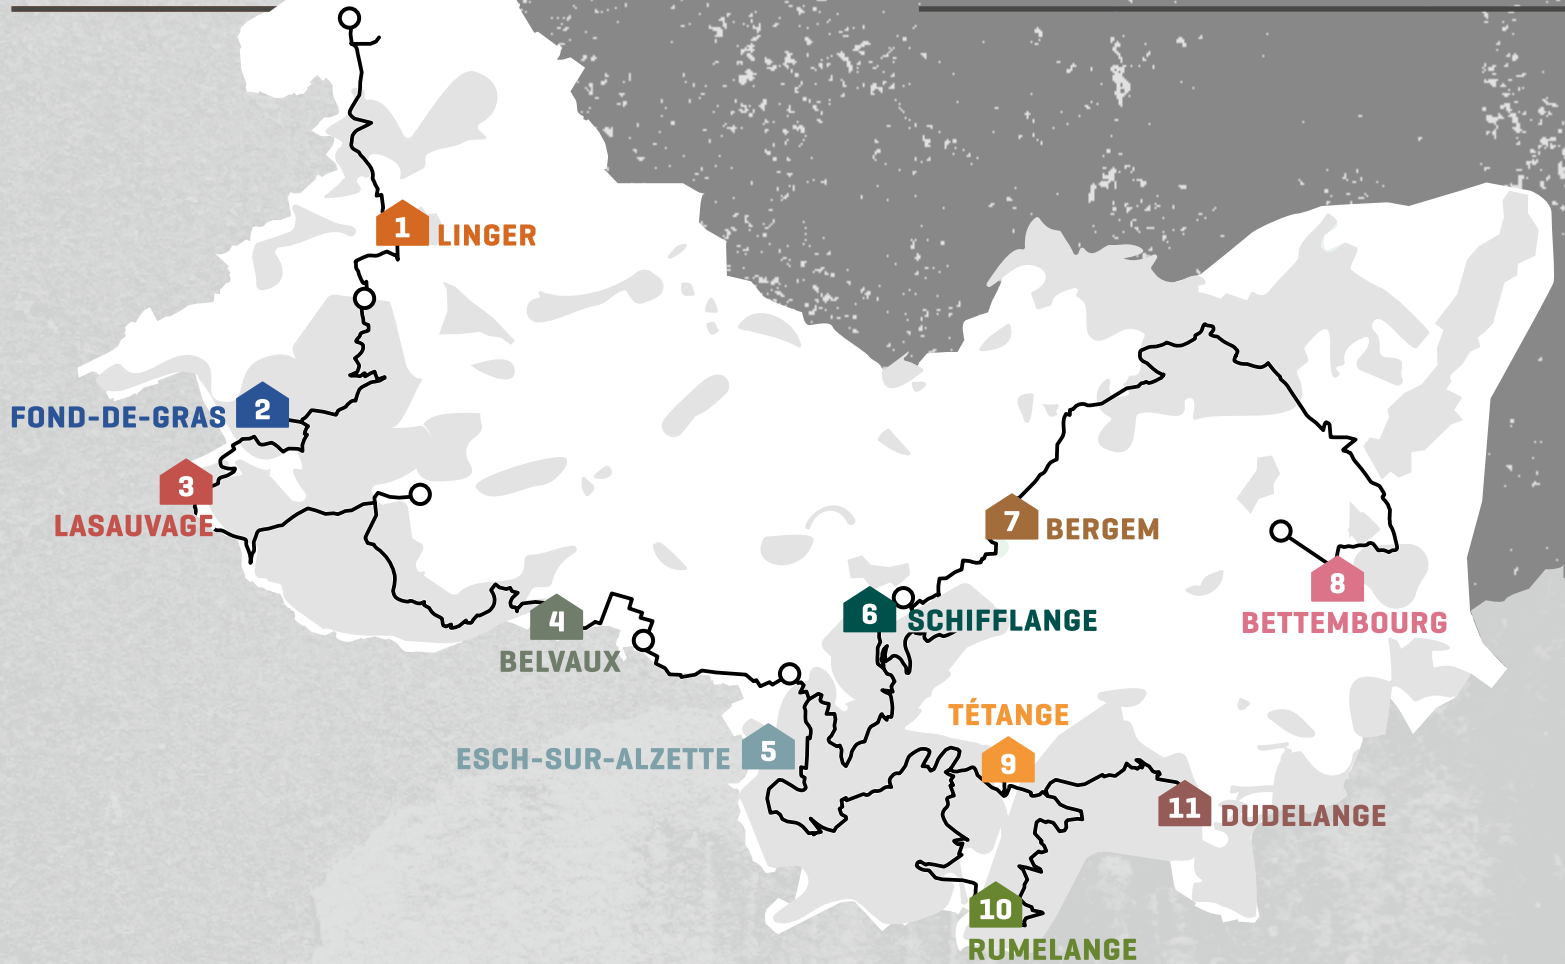 1 LINGER
FOND-DE-GRAS 2
3
LASAUVAGE
4
BELVAUX
ESCH-SUR-ALZETTE 5
6 SCHIFFLANGE
7 BERGEM
8
BETTEMBOURG
TÉTANGE
9
10
RUMELANGE
11 DUDELANGE